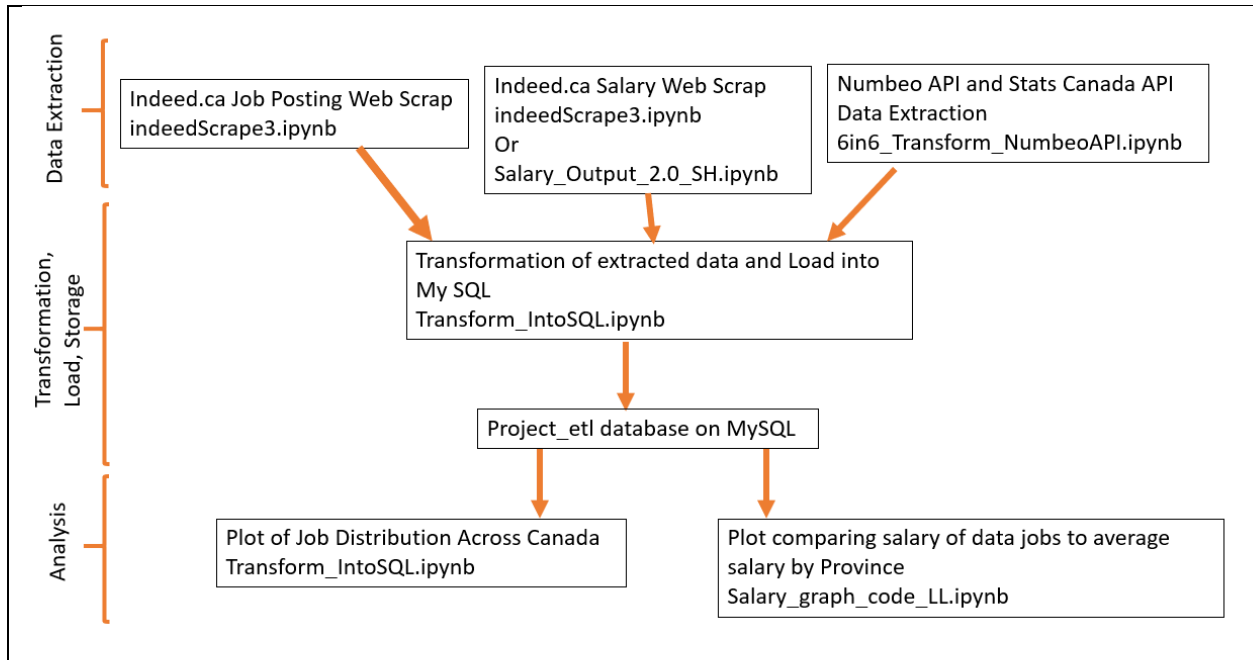 Data Extraction
Indeed.ca Job Posting Web Scrap
indeedScrape3.ipynb
Indeed.ca Salary Web Scrap
indeedScrape3.ipynb
Or
Salary_Output_2.0_SH.ipynb
Numbeo API and Stats Canada API
Data Extraction
6in6_Transform_NumbeoAPI.ipynb
Transformation,
Load, Storage
Transformation of extracted data and Load into
My SQL
Transform_IntoSQL.ipynb
Project_etl database on MySQL
Analysis
Plot of Job Distribution Across Canada
Transform_IntoSQL.ipynb
Plot comparing salary of data jobs to average
salary by Province
Salary_graph_code_LL.ipynb